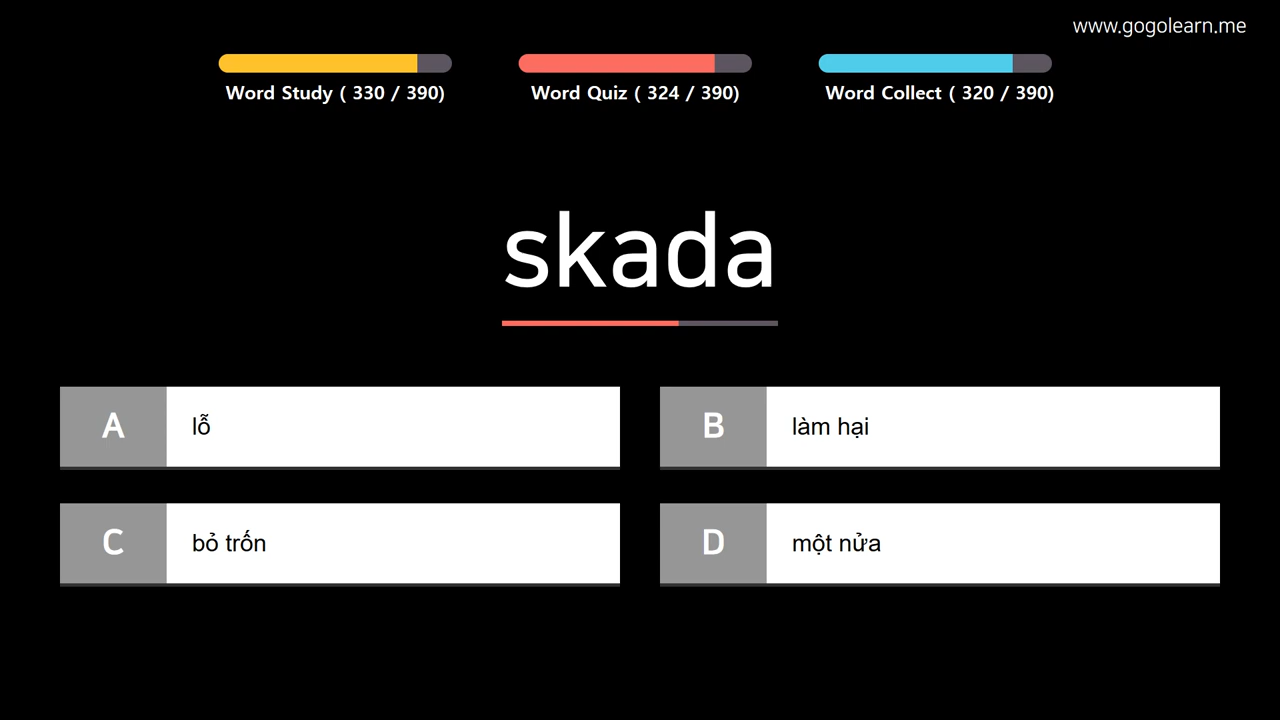 www.gogolearn.me
Word Study ( 330 / 390)
Word Quiz ( 324 / 390)
Word Collect ( 320 / 390)
skada
A lỗ
B làm hại
C bỏ trốn
D một nửa